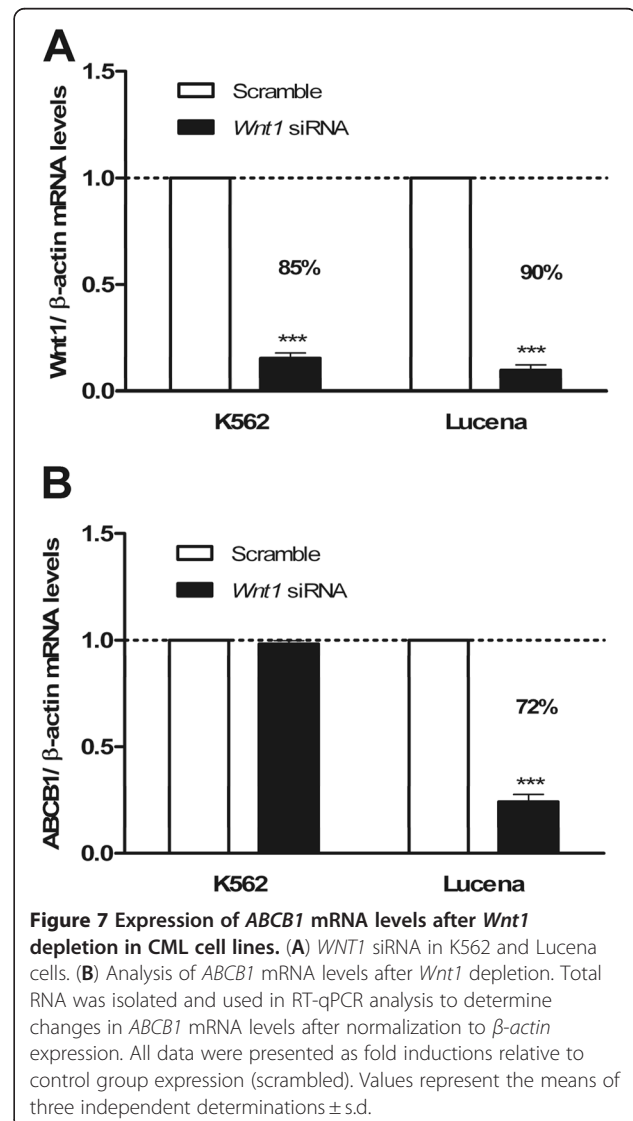 A
Wnt1/ β-actin mRNA levels
1.5
1.0
0.5
0.0
Scramble
Wnt1 siRNA
85%
90%
***
***
K562
Lucena
B
ABCB1/ β-actin mRNA levels
1.5
1.0
0.5
0.0
Scramble
Wnt1 siRNA
72%
***
K562
Lucena
Figure 7 Expression of ABCB1 mRNA levels after Wnt1
depletion in CML cell lines. (A) WNT1 siRNA in K562 and Lucena
cells. (B) Analysis of ABCB1 mRNA levels after Wnt1 depletion. Total
RNA was isolated and used in RT-qPCR analysis to determine
changes in ABCB1 mRNA levels after normalization to β-actin
expression. All data were presented as fold inductions relative to
control group expression (scrambled). Values represent the means of
three independent determinations ± s.d.